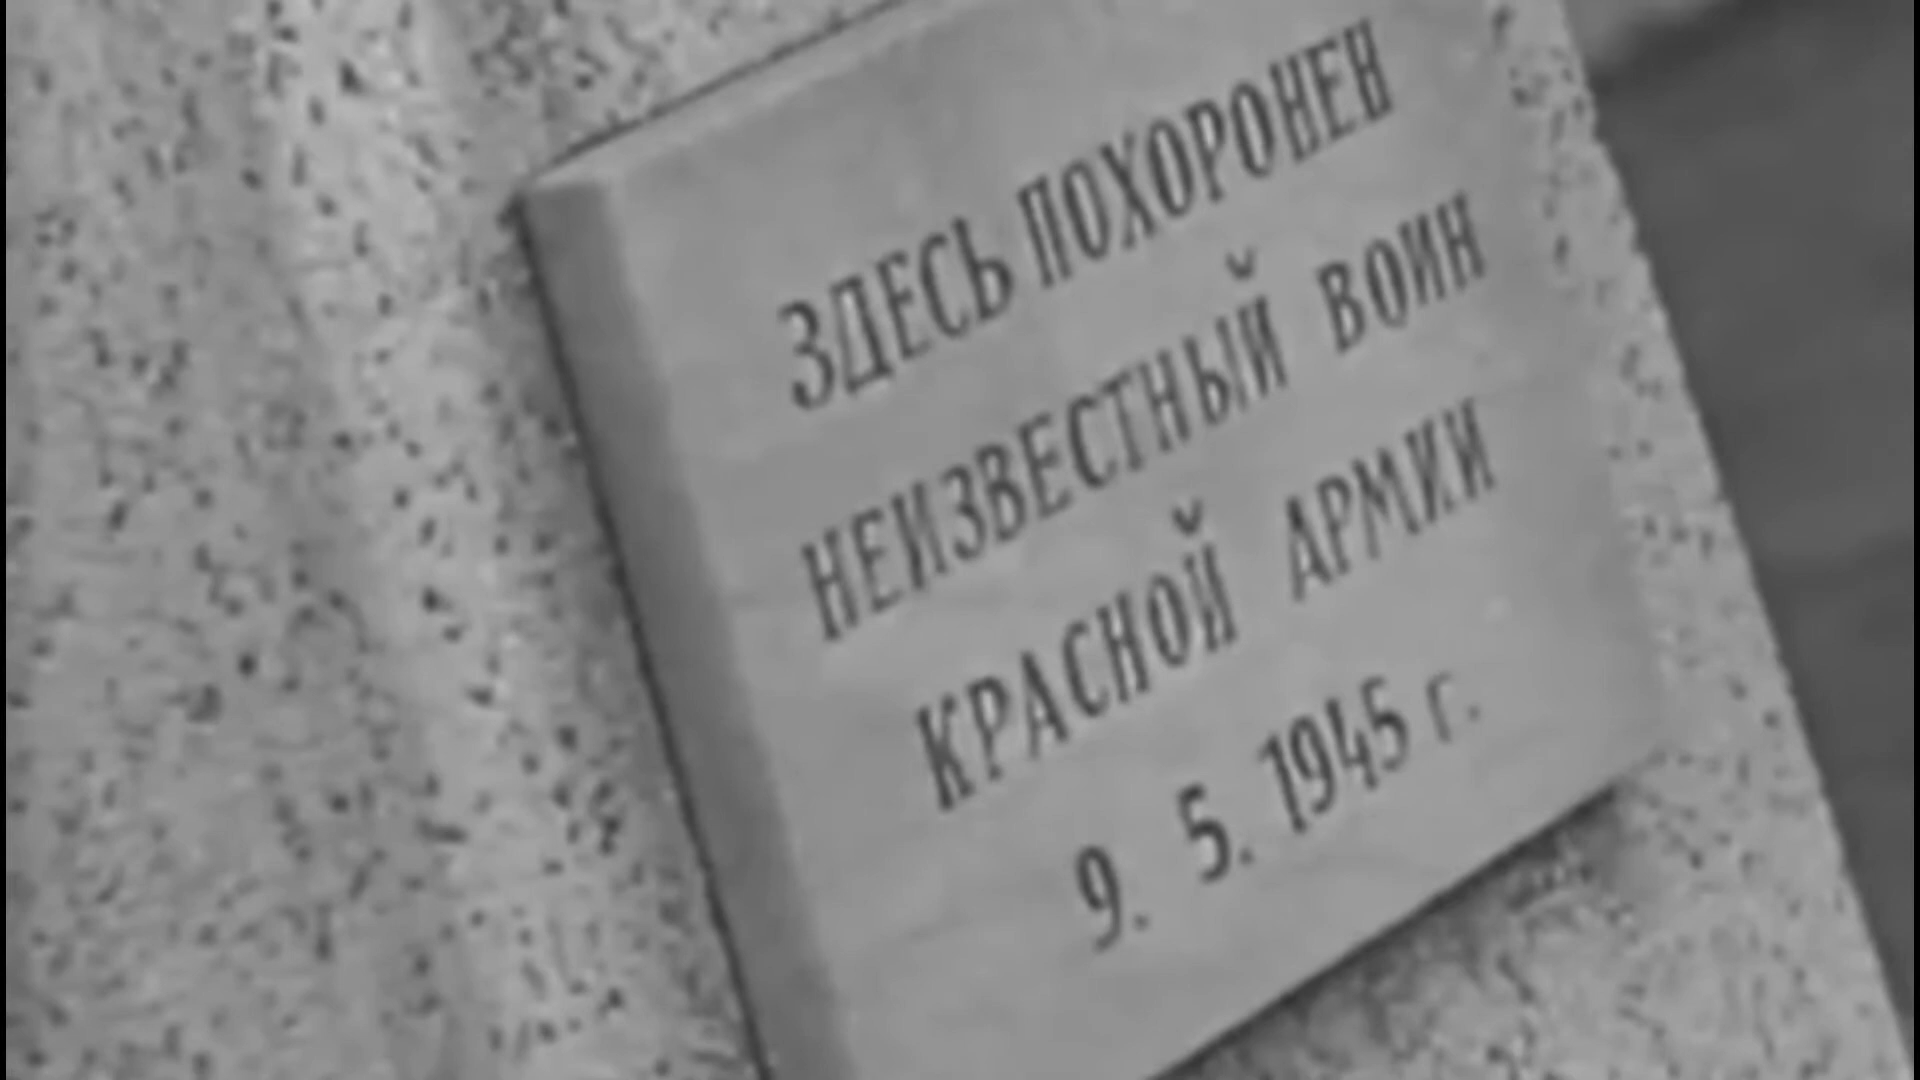 ЗДЕСЬ ПОХОРОНЕН
НЕИЗВЕСТНЫЙ ВОИН
КРАСНОЙ АРМИИ
9. 5. 1945 г.